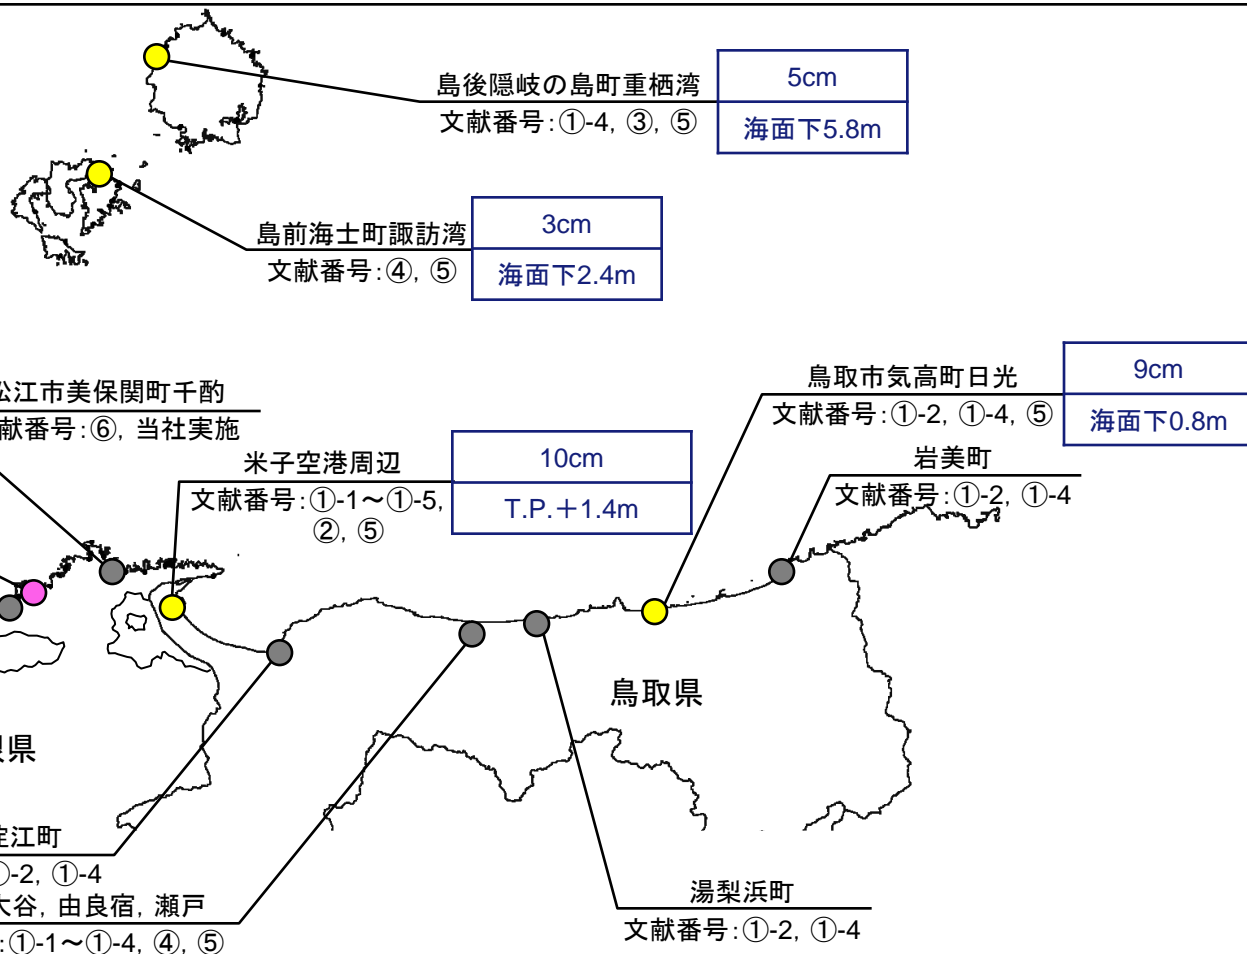 島後隠岐の島町重栖湾
文献番号:①-4, ③, ⑤
5cm
海面下5.8m
島前海士町諏訪湾
文献番号:④, ⑤
3cm
海面下2.4m
松江市美保関町千酌
献番号:⑥, 当社実施
米子空港周辺
文献番号:①-1～①-5,
②, ⑤
10cm
T.P.＋1.4m
鳥取市気高町日光
文献番号:①-2, ①-4, ⑤
9cm
海面下0.8m
岩美町
文献番号:①-2, ①-4
鳥取県
県
淀江町
①-2, ①-4
大谷, 由良宿, 瀬戸
:①-1～①-4, ④, ⑤
湯梨浜町
文献番号:①-2, ①-4